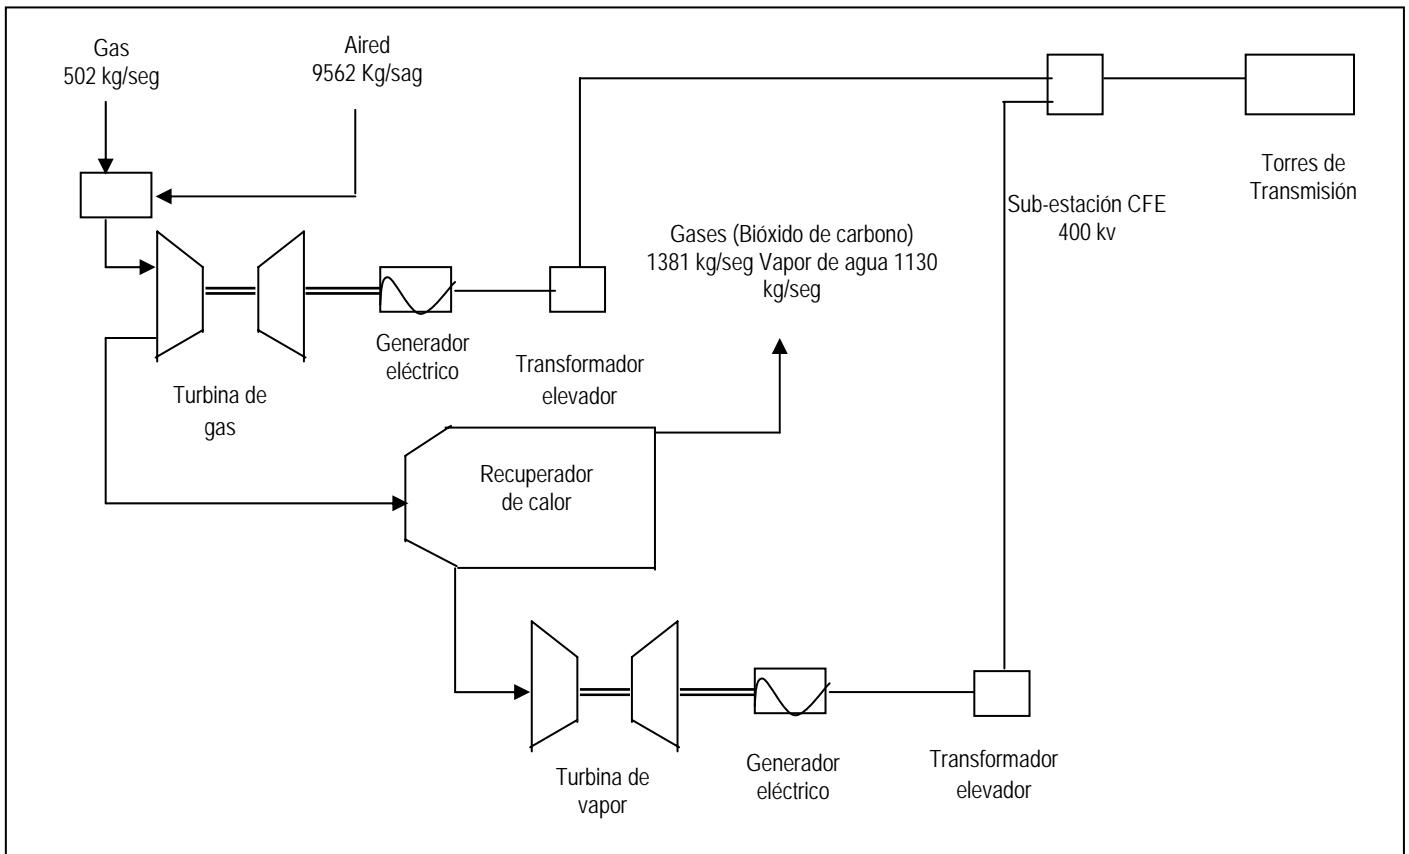 Gas
502 kg/seg
Aired
9562 Kg/sag
Torres de
Transmisión
Sub-estación CFE
400 kv
Gases (Bióxido de carbono)
1381 kg/seg Vapor de agua 1130
kg/seg
Generador
eléctrico
Transformador
elevador
Turbina de
gas
Recuperador
de calor
Turbina de
vapor
Generador
eléctrico
Transformador
elevador